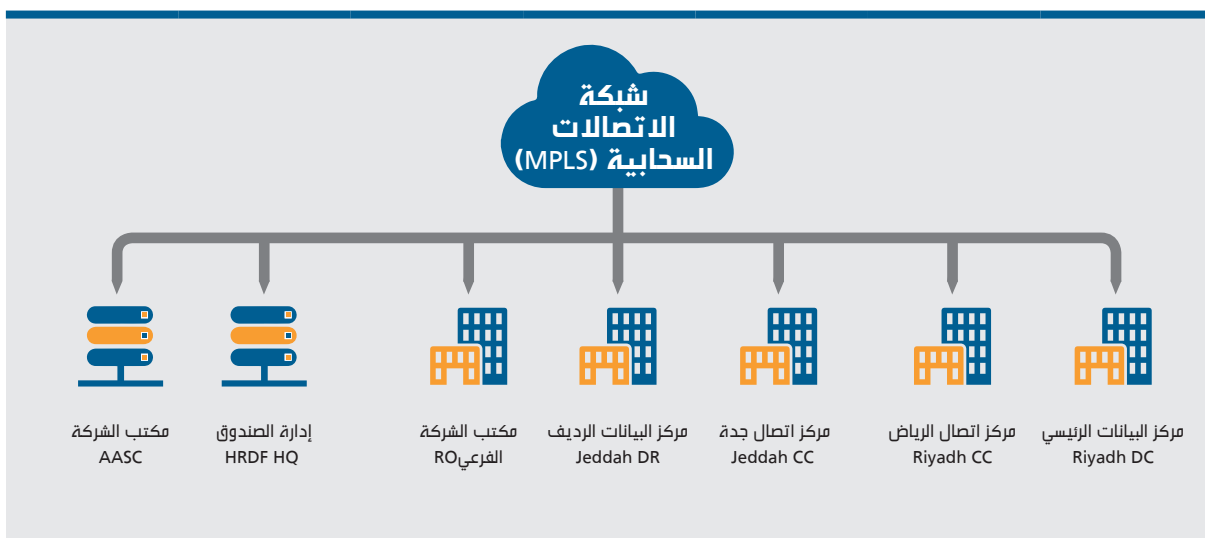 شبكة
الاتصالات
السحابية (MPLS)
مركز البيانات الرئيسي
Riyadh DC
مركز اتصال الرياض
Riyadh CC
مركز اتصال جدة
Jeddah CC
مركز البيانات الرديف
Jeddah DR
مكتب الشركة
الفرعيRO
إدارة الصندوق
HRDF HQ
مكتب الشركة
AASC